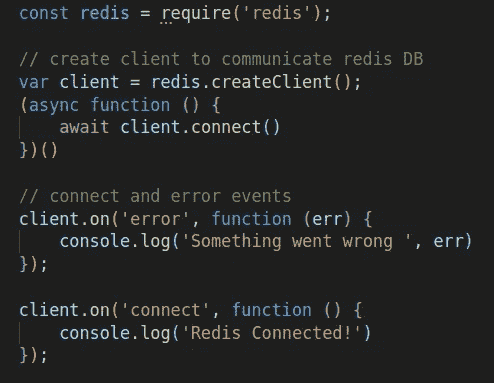 const redis = require('redis');
// create client to communicate redis DB
var client = redis.createClient();
(async function () {
    await client.connect()
})()
// connect and error events
client.on('error', function (err) {
    console.log('Something went wrong ', err)
});
client.on('connect', function () {
    console.log('Redis Connected!')
});